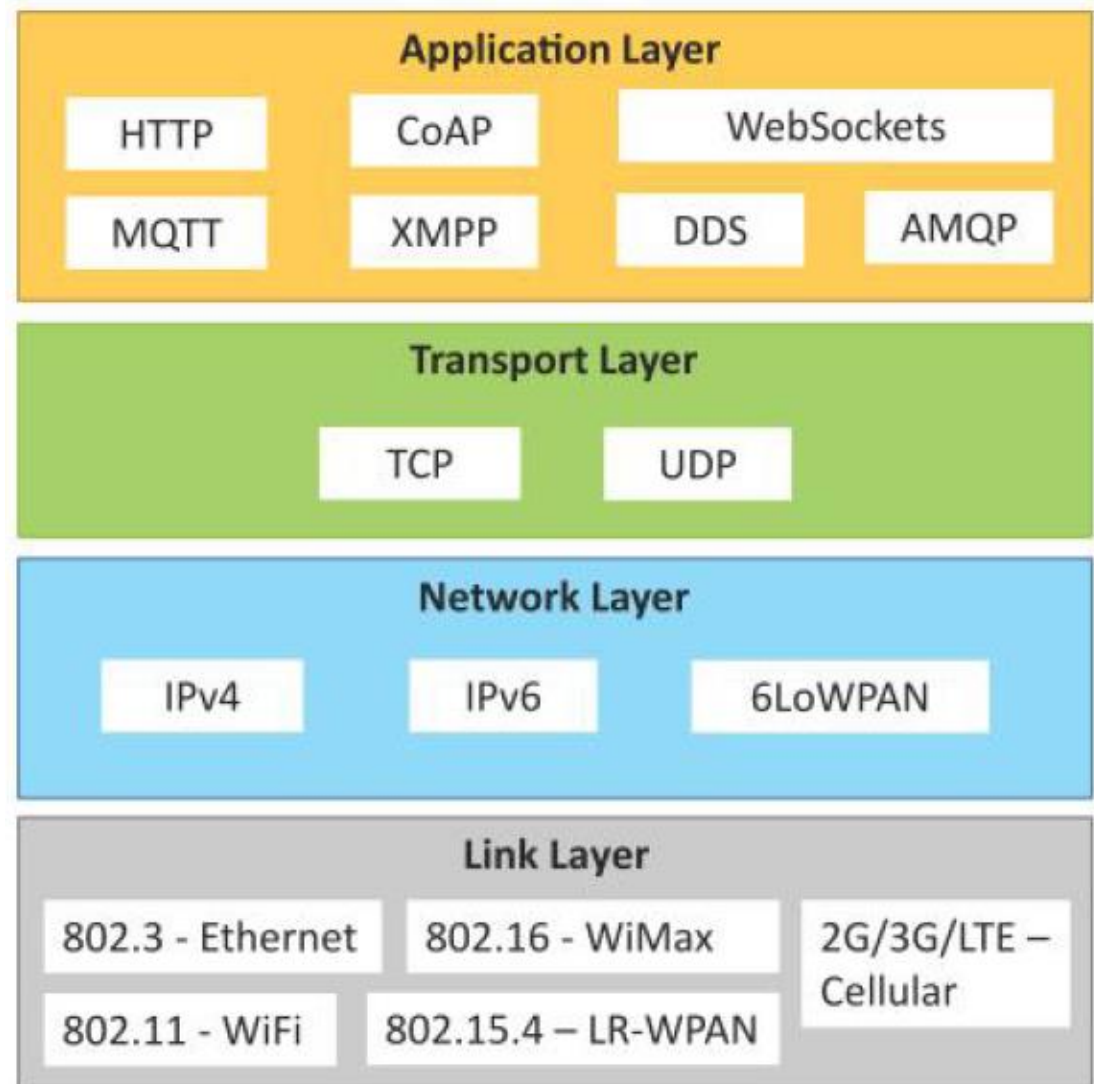 Application Layer
HTTP
CoAP
WebSockets
MQTT
XMPP
DDS
AMQP
Transport Layer
TCP
UDP
Network Layer
IPv4
IPv6
6LoWPAN
Link Layer
802.3 - Ethernet
802.16 - WiMax
2G/3G/LTE –
Cellular
802.11 - WiFi
802.15.4 – LR-WPAN